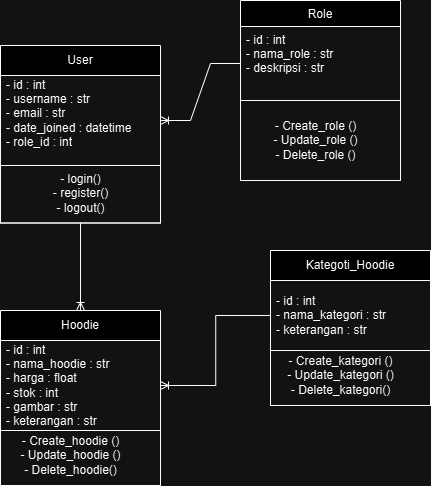 Role
- id : int
- nama_role : str
- deskripsi : str
- Create_role ()
- Update_role ()
- Delete_role ()
User
- id : int
- username : str
- email : str
- date_joined : datetime
- role_id : int
- login()
- register()
- logout()
Kategoti_Hoodie
- id : int
- nama_kategori : str
- keterangan : str
- Create_kategori ()
- Update_kategori ()
- Delete_kategori()
Hoodie
- id : int
- nama_hoodie : str
- harga : float
- stok : int
- gambar : str
- keterangan : str
- Create_hoodie ()
- Update_hoodie ()
- Delete_hoodie()